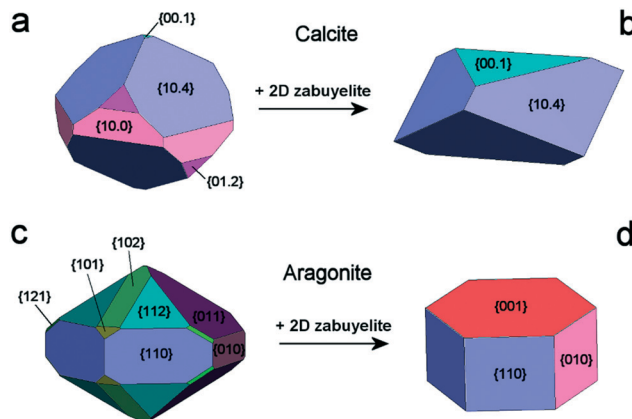 a
{00.1}
Calcite
b
{10.4}
+ 2D zabuyelite
{00.1}
{10.4}
{10.0}
{01.2}
c
{102}
{101}
Aragonite
d
{121}
{112}
{011}
+ 2D zabuyelite
{001}
{110}
{010}
{110}
{010}